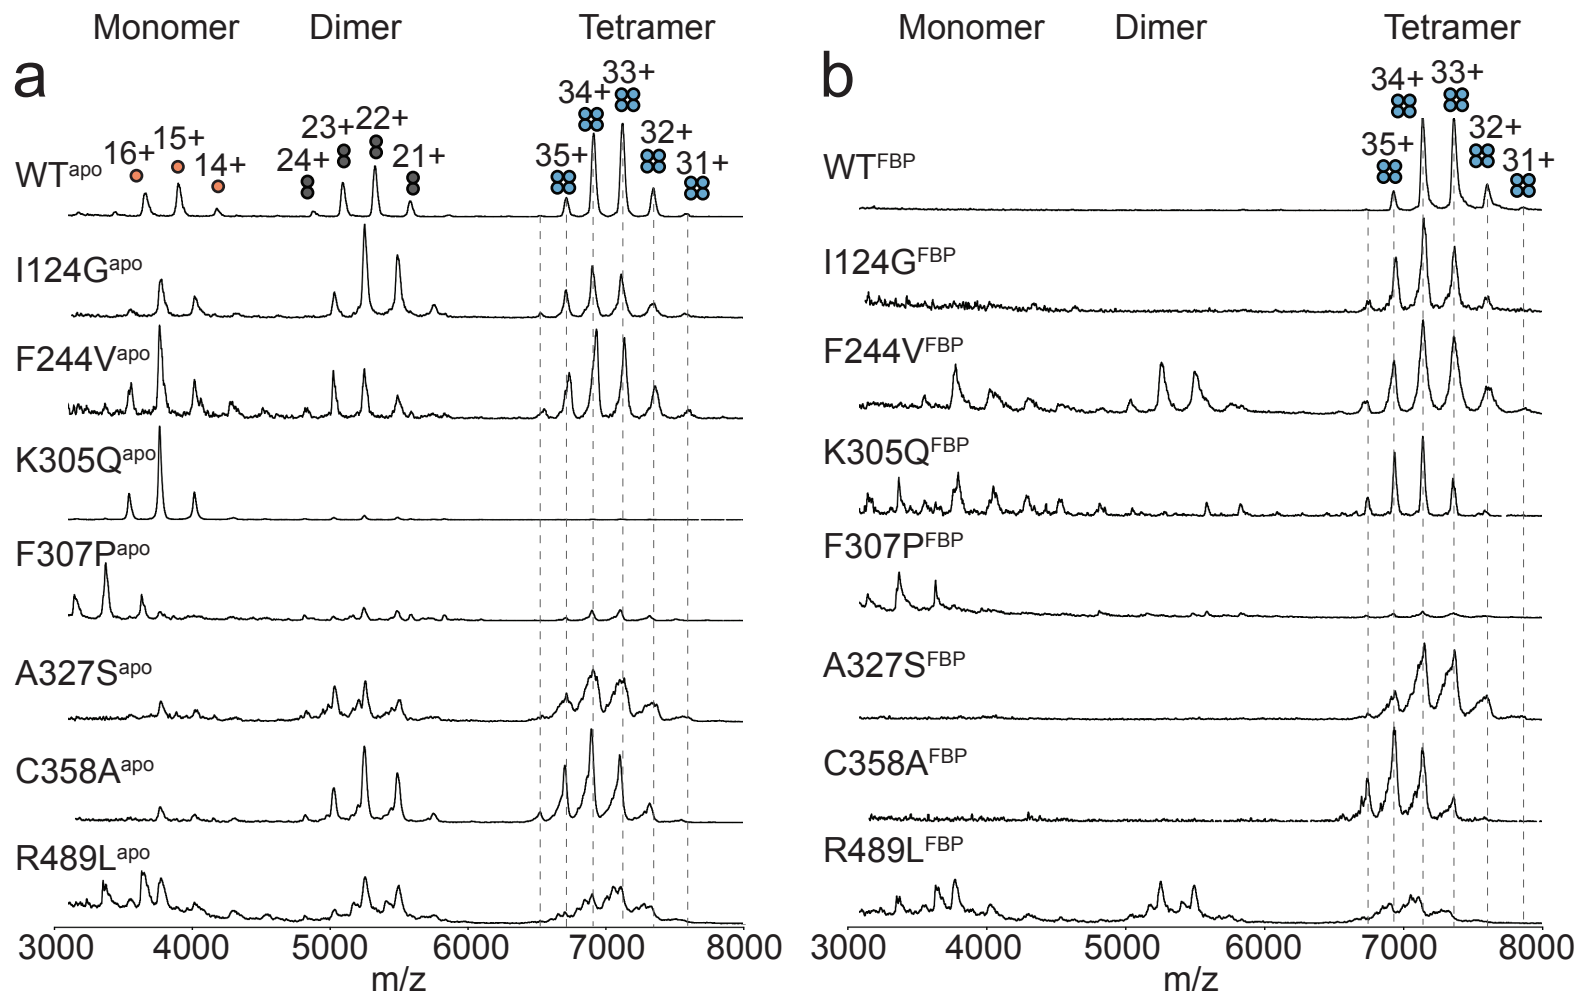 Monomer Dimer Tetramer
a
16+ 15+ 14+ 24+ 23+ 22+ 21+ 35+ 34+ 33+ 32+ 31+
WTapo
I124Gapo
F244Vapo
K305Qapo
F307Papo
A327Sapo
C358Aapo
R489Lapo
3000 4000 5000 6000 7000 8000
m/z
Monomer Dimer Tetramer
b
35+ 34+ 33+ 32+ 31+
WTFBP
I124GFBP
F244VFBP
K305QFBP
F307PFBP
A327SFBP
C358AFBP
R489LFBP
3000 4000 5000 6000 7000 8000
m/z